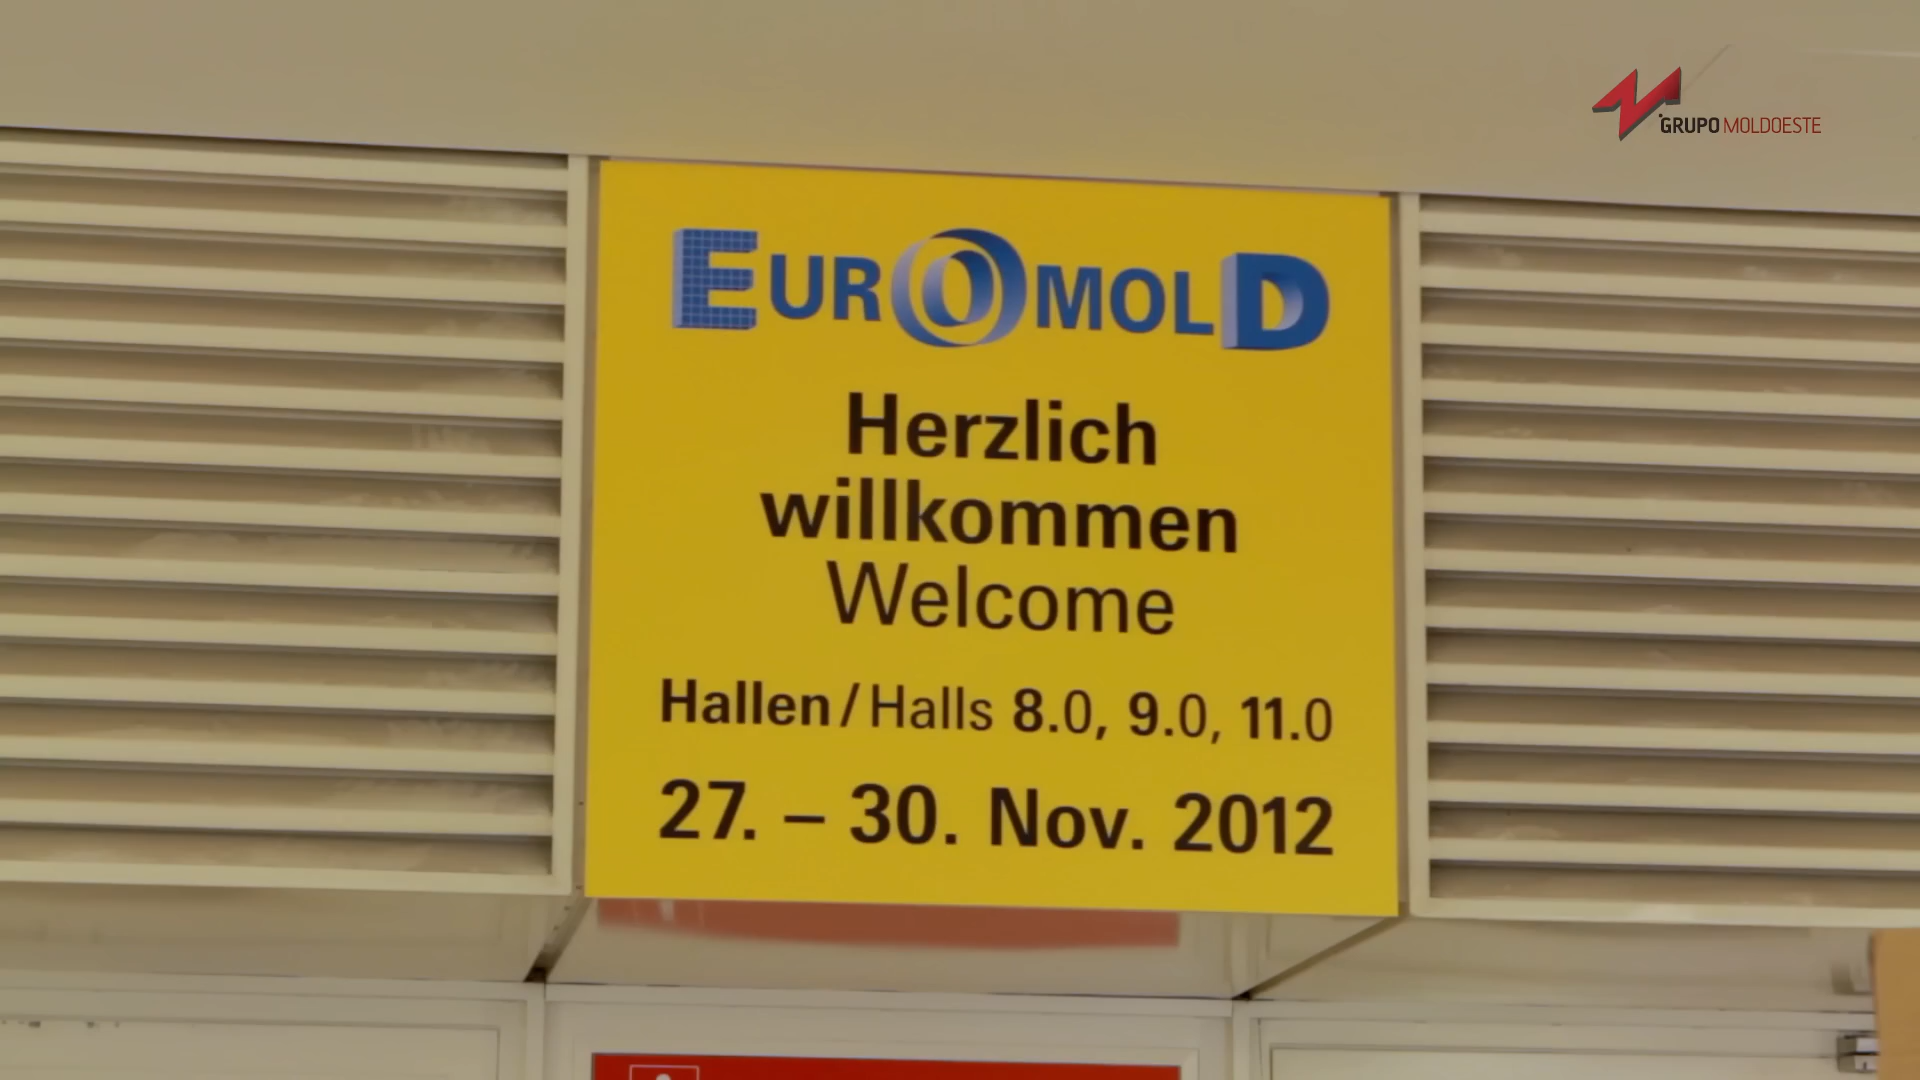 GRUPO MOLDOESTE
EUROMOLD
Herzlich
willkommen
Welcome
Hallen/Halls 8.0, 9.0, 11.0
27. – 30. Nov. 2012